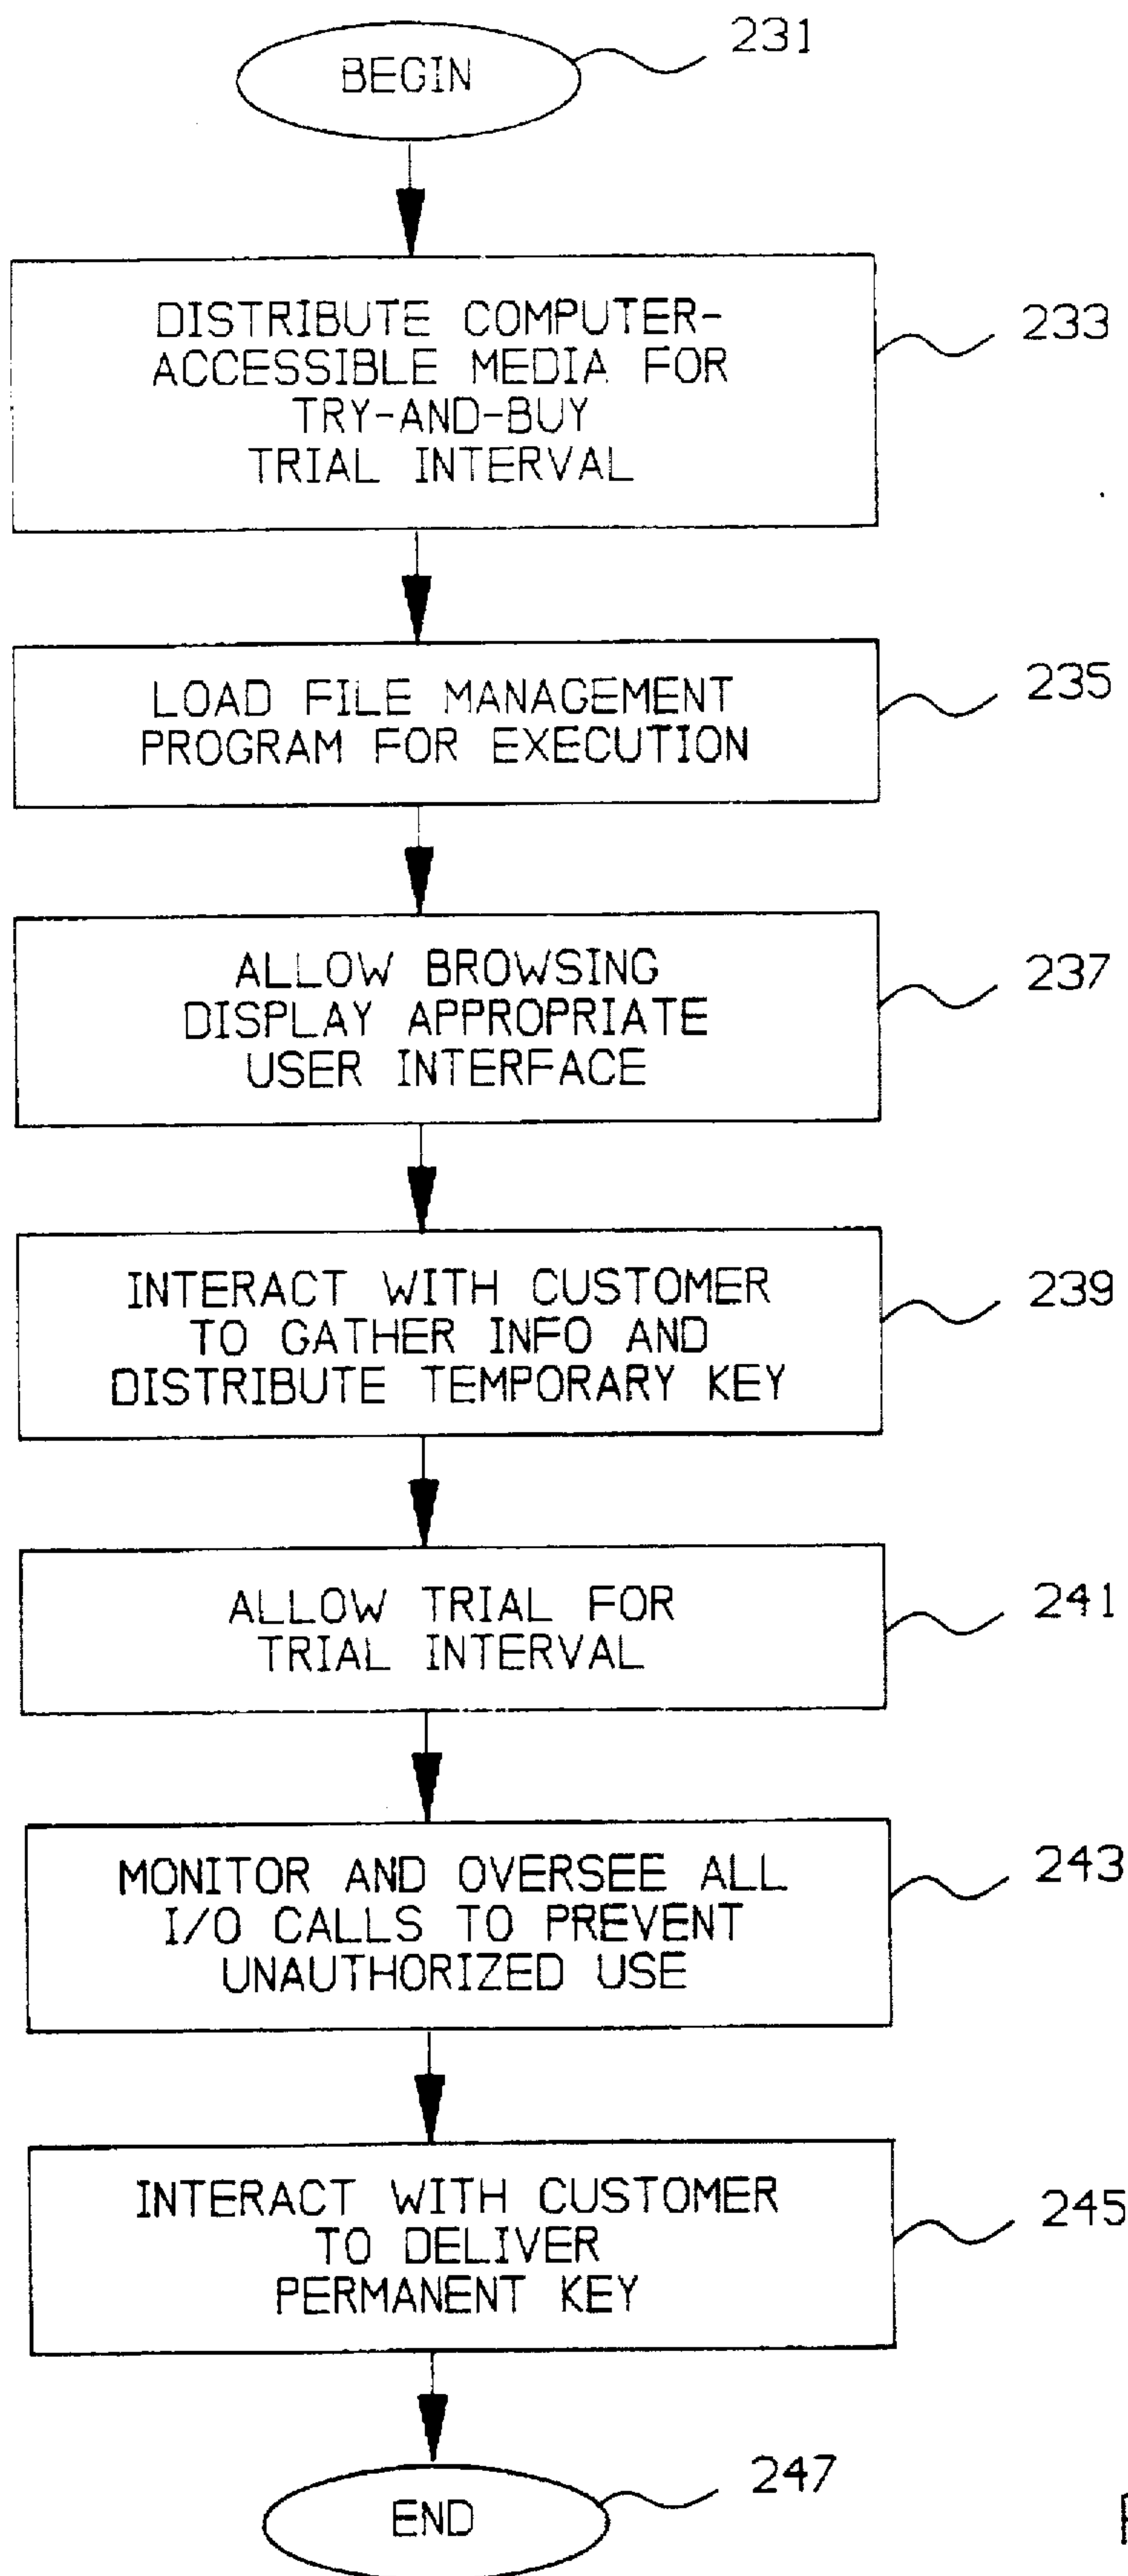 BEGIN
231
DISTRIBUTE COMPUTER-
ACCESSIBLE MEDIA FOR
TRY-AND-BUY
TRIAL INTERVAL
233
LOAD FILE MANAGEMENT
PROGRAM FOR EXECUTION
235
ALLOW BROWSING
DISPLAY APPROPRIATE
USER INTERFACE
237
INTERACT WITH CUSTOMER
TO GATHER INFO AND
DISTRIBUTE TEMPORARY KEY
239
ALLOW TRIAL FOR
TRIAL INTERVAL
241
MONITOR AND OVERSEE ALL
I/O CALLS TO PREVENT
UNAUTHORIZED USE
243
INTERACT WITH CUSTOMER
TO DELIVER
PERMANENT KEY
245
END
247